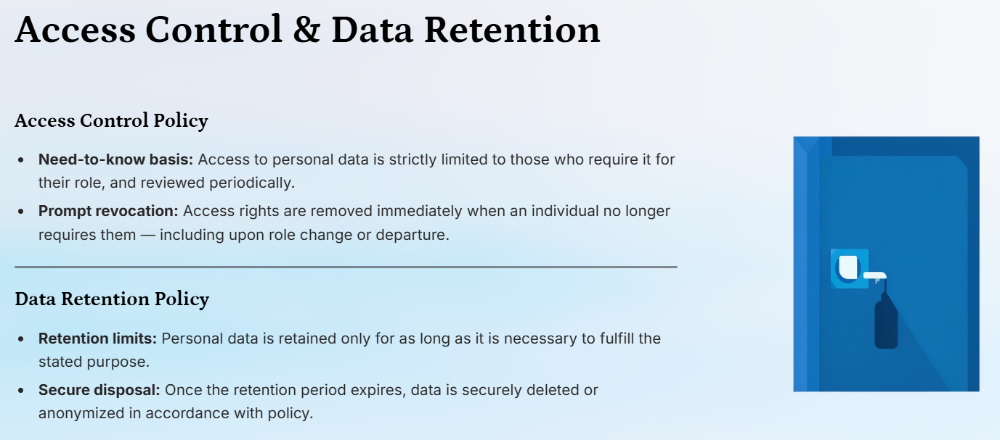 Access Control & Data Retention
Access Control Policy
• Need-to-know basis: Access to personal data is strictly limited to those who require it for
their role, and reviewed periodically.
• Prompt revocation: Access rights are removed immediately when an individual no longer
requires them — including upon role change or departure.
Data Retention Policy
• Retention limits: Personal data is retained only for as long as it is necessary to fulfill the
stated purpose.
• Secure disposal: Once the retention period expires, data is securely deleted or
anonymized in accordance with policy.